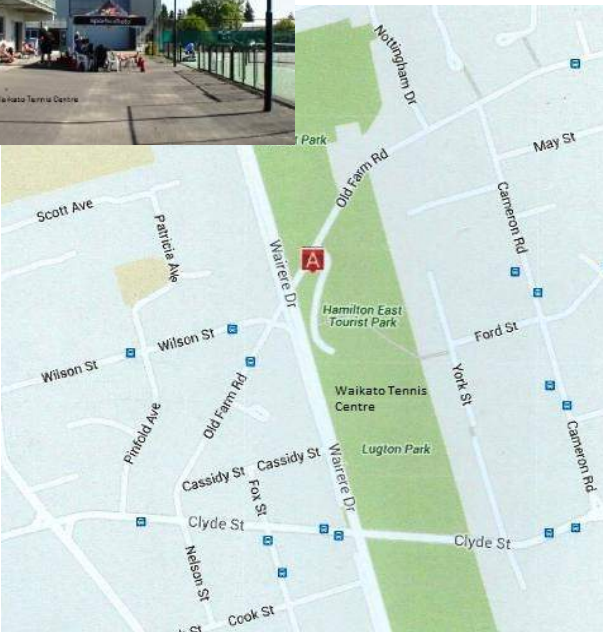 Waikato Tennis Centre
Nottingham Dr
t Park
May St
Old Farm Rd
Scott Ave
Patricia Ave
Cameron Rd
Wairere Dr
A
Hamilton East
Tourist Park
Wilson St
Ford St
Wilson St
Waikato Tennis
Centre
York St
Old Farm Rd
Pinfold Ave
Cameron Rd
Lugton Park
Wairere Dr
Cassidy St
Cassidy St
Fox St
Clyde St
Clyde St
Nelson St
Cook St
k St